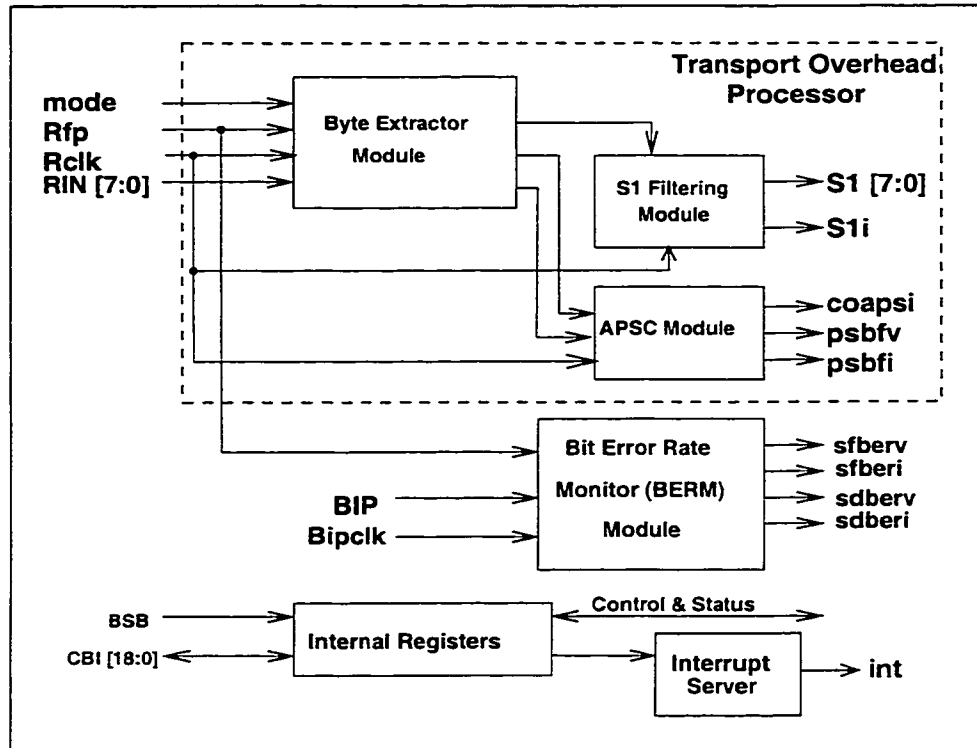 Transport Overhead
Processor
mode
Rfp
Rclk
RIN [7:0]
Byte Extractor
Module
S1 Filtering
Module
S1 [7:0]
S1i
APSC Module
coapsi
psbfv
psbfi
Bit Error Rate
Monitor (BERM)
Module
BIP
Bipclk
sfberv
sfberi
sdberv
sdberi
BSB
CBI [18:0]
Internal Registers
Control & Status
Interrupt
Server
int